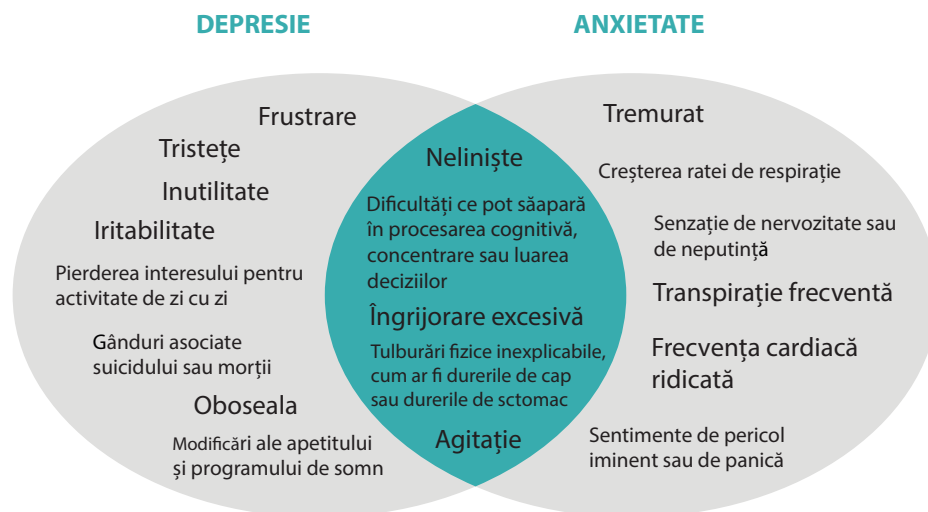 DEPRESIE
ANXIETATE
Frustrare
Tristețe
Inutilitate
Iritabilitate
Pierderea interesului pentru
activitate de zi cu zi
Gânduri asociate
suicidului sau morții
Oboseala
Modificări ale apetitului
și programului de somn
Neliniște
Dificultăți ce pot săapară
în procesarea cognitivă,
concentrare sau luarea
deciziilor
Îngrijorare excesivă
Tulburări fizice inexplicabile,
cum ar fi durerile de cap
sau durerile de sctomac
Agitație
Tremurat
Creșterea ratei de respirație
Senzație de nervozitate sau
de neputință
Transpirație frecventă
Frecvența cardiacă
ridicată
Sentimente de pericol
iminent sau de panică